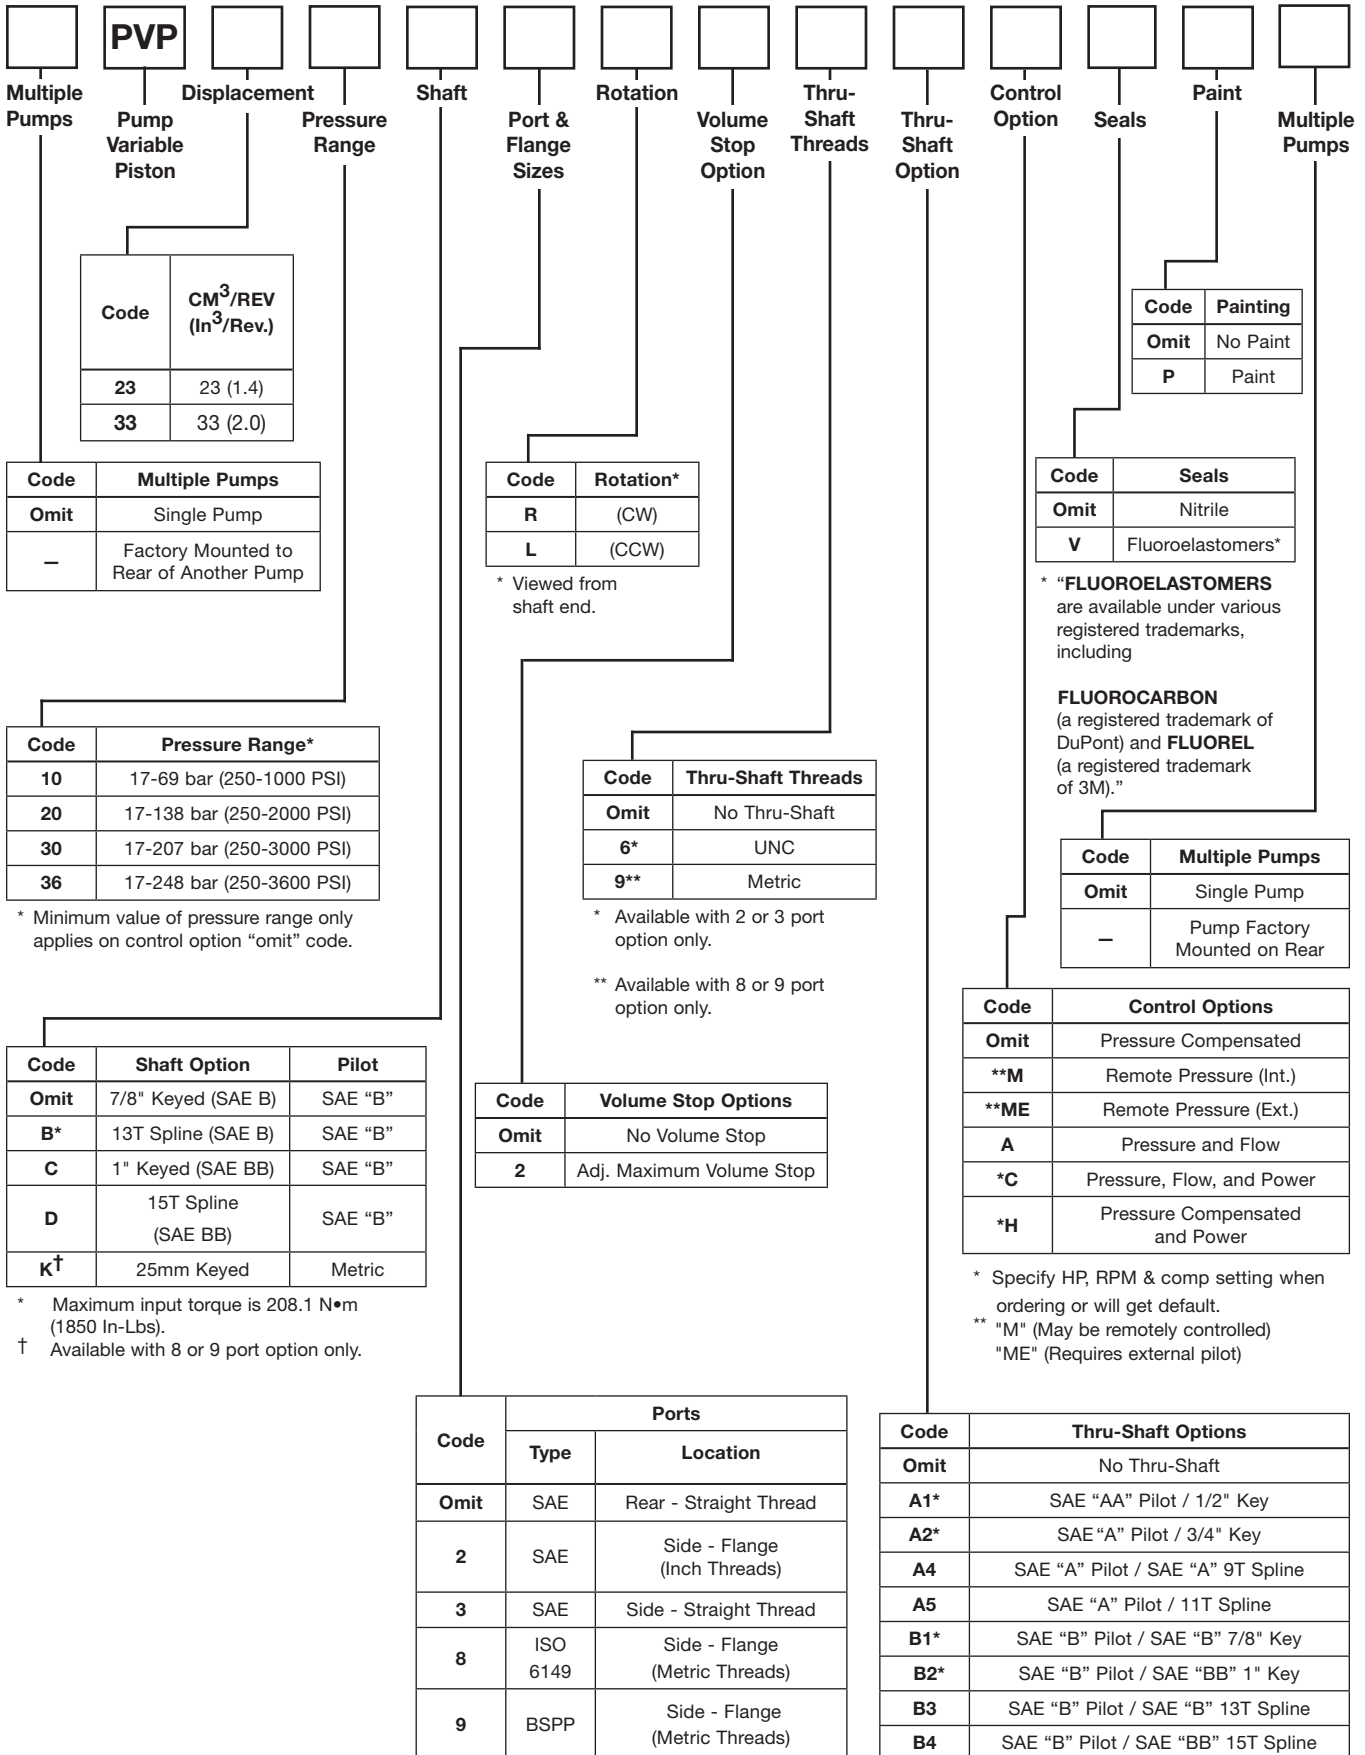 PVP
Multiple
Pumps
Pump
Variable
Piston
Displacement
Pressure
Range
Shaft
Port &
Flange
Sizes
Rotation
Volume
Stop
Option
Thru-
Shaft
Threads
Thru-
Shaft
Option
Control
Option
Seals
Paint
Multiple
Pumps
Code CM3/REV
(In3/Rev.)
23 23 (1.4)
33 33 (2.0)
Code Painting
Omit No Paint
P Paint
Code Multiple Pumps
Omit Single Pump
— Factory Mounted to
Rear of Another Pump
Code Rotation*
R (CW)
L (CCW)
* Viewed from
shaft end.
Code Seals
Omit Nitrile
V Fluoroelastomers*
* “FLUOROELASTOMERS
are available under various
registered trademarks,
including
FLUOROCARBON
(a registered trademark of
DuPont) and FLUOREL
(a registered trademark
of 3M).”
Code Pressure Range*
10 17-69 bar (250-1000 PSI)
20 17-138 bar (250-2000 PSI)
30 17-207 bar (250-3000 PSI)
36 17-248 bar (250-3600 PSI)
* Minimum value of pressure range only
applies on control option “omit” code.
Code Thru-Shaft Threads
Omit No Thru-Shaft
6* UNC
9** Metric
* Available with 2 or 3 port
option only.
** Available with 8 or 9 port
option only.
Code Multiple Pumps
Omit Single Pump
— Pump Factory
Mounted on Rear
Code Shaft Option Pilot
Omit 7/8" Keyed (SAE B) SAE “B”
B* 13T Spline (SAE B) SAE “B”
C 1" Keyed (SAE BB) SAE “B”
D 15T Spline
(SAE BB) SAE “B”
K† 25mm Keyed Metric
* Maximum input torque is 208.1 N•m
(1850 In-Lbs).
† Available with 8 or 9 port option only.
Code Volume Stop Options
Omit No Volume Stop
2 Adj. Maximum Volume Stop
Code Control Options
Omit Pressure Compensated
**M Remote Pressure (Int.)
**ME Remote Pressure (Ext.)
A Pressure and Flow
*C Pressure, Flow, and Power
*H Pressure Compensated
and Power
* Specify HP, RPM & comp setting when
ordering or will get default.
** "M" (May be remotely controlled)
"ME" (Requires external pilot)
Code Ports
Type Location
Omit SAE Rear - Straight Thread
2 SAE Side - Flange
(Inch Threads)
3 SAE Side - Straight Thread
8 ISO
6149 Side - Flange
(Metric Threads)
9 BSPP Side - Flange
(Metric Threads)
Code Thru-Shaft Options
Omit No Thru-Shaft
A1* SAE “AA” Pilot / 1/2" Key
A2* SAE “A” Pilot / 3/4" Key
A4 SAE “A” Pilot / SAE “A” 9T Spline
A5 SAE “A” Pilot / 11T Spline
B1* SAE “B” Pilot / SAE “B” 7/8" Key
B2* SAE “B” Pilot / SAE “BB” 1" Key
B3 SAE “B” Pilot / SAE “B” 13T Spline
B4 SAE “B” Pilot / SAE “BB” 15T Spline